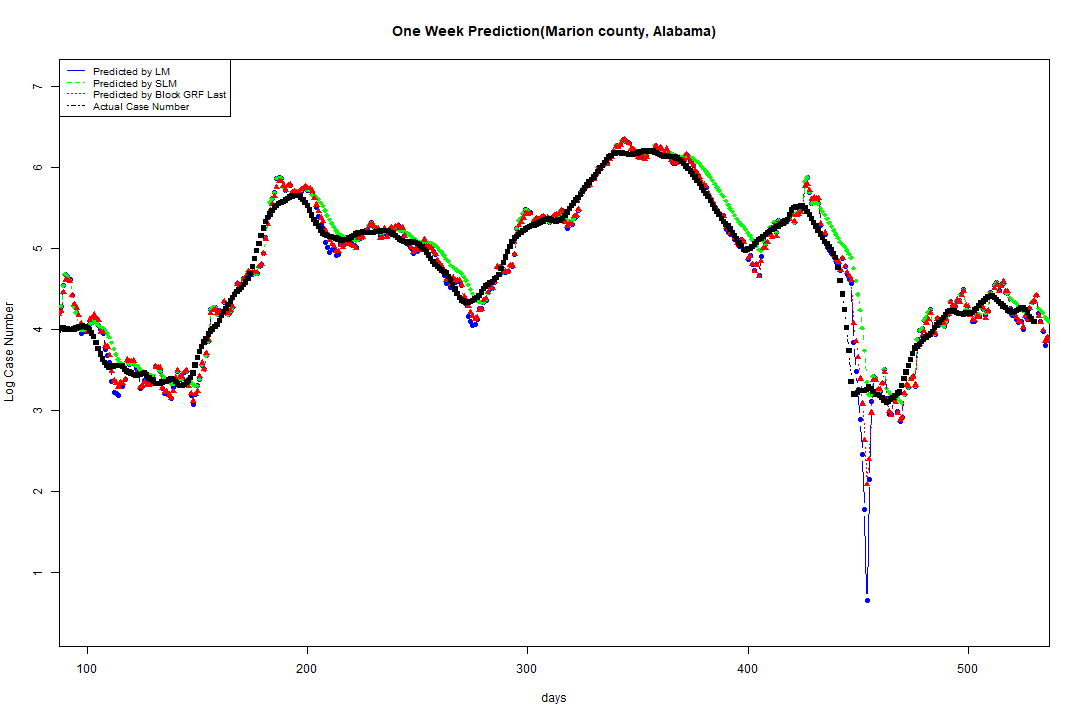 One Week Prediction(Marion county, Alabama)
Predicted by LM
Predicted by SLM
Predicted by Block GRF Last
Actual Case Number
7
6
5
4
3
2
1
Log Case Number
100 200 300 400 500
days